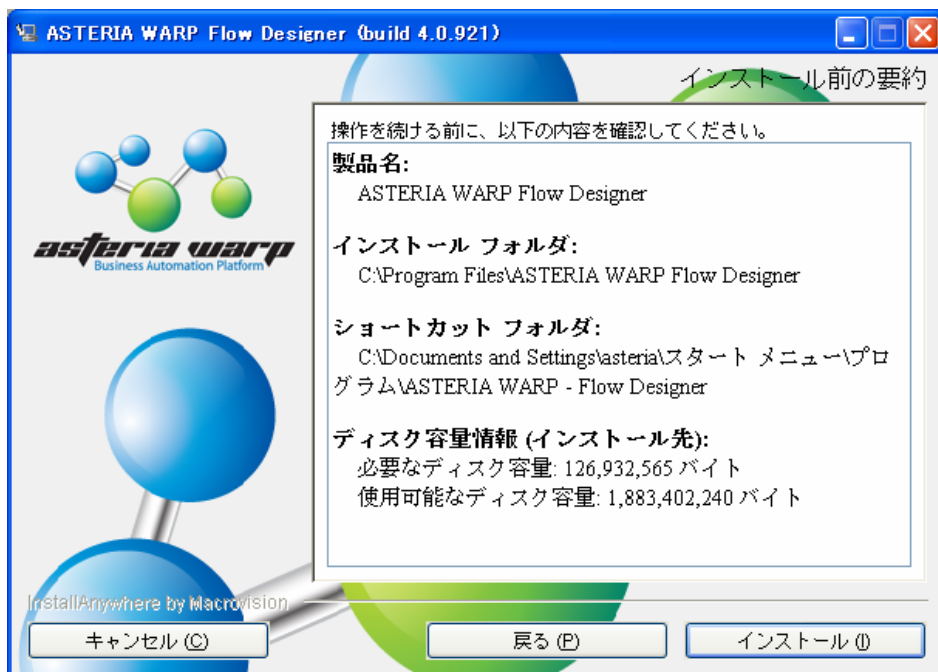 ASTERIA WARP Flow Designer (build 4.0.921)
インストール前の要約
asteria warp
Business Automation Platform
操作を続ける前に、以下の内容を確認してください。
製品名:
ASTERIA WARP Flow Designer
インストール フォルダ:
C:\Program Files\ASTERIA WARP Flow Designer
ショートカット フォルダ:
C:\Documents and Settings\asteria\スタート メニュー\プロ
グラム\ASTERIA WARP - Flow Designer
ディスク容量情報 (インストール先):
必要なディスク容量: 126,932,565 バイト
使用可能なディスク容量: 1,883,402,240 バイト
InstallAnywhere by Macrovision
キャンセル (C)
戻る (P)
インストール (I)